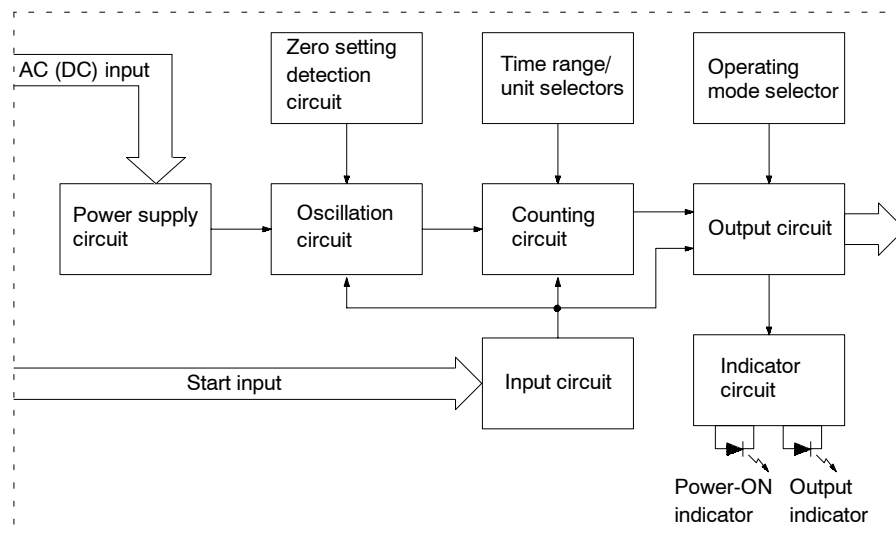 AC (DC) input
Zero setting
detection
circuit
Time range/
unit selectors
Operating
mode selector
Power supply
circuit
Oscillation
circuit
Counting
circuit
Output circuit
Start input
Input circuit
Indicator
circuit
Power-ON
indicator
Output
indicator